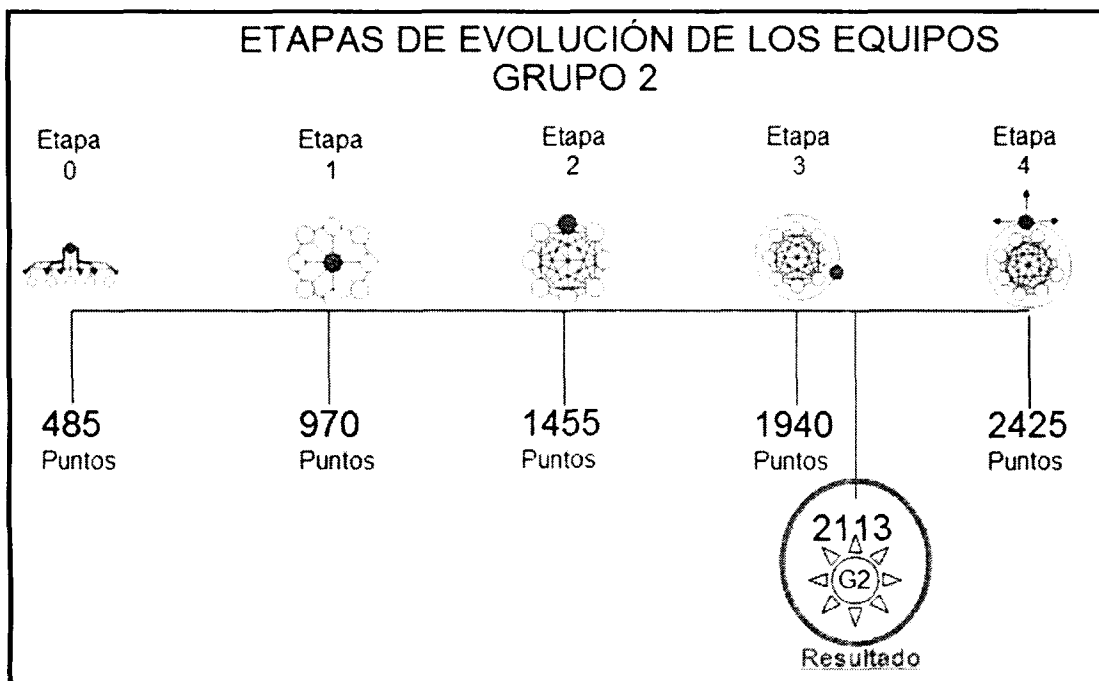 ETAPAS DE EVOLUCIÓN DE LOS EQUIPOS
GRUPO 2
Etapa
0
Etapa
1
Etapa
2
Etapa
3
Etapa
4
485
Puntos
970
Puntos
1455
Puntos
1940
Puntos
2425
Puntos
2113
G2
Resultado